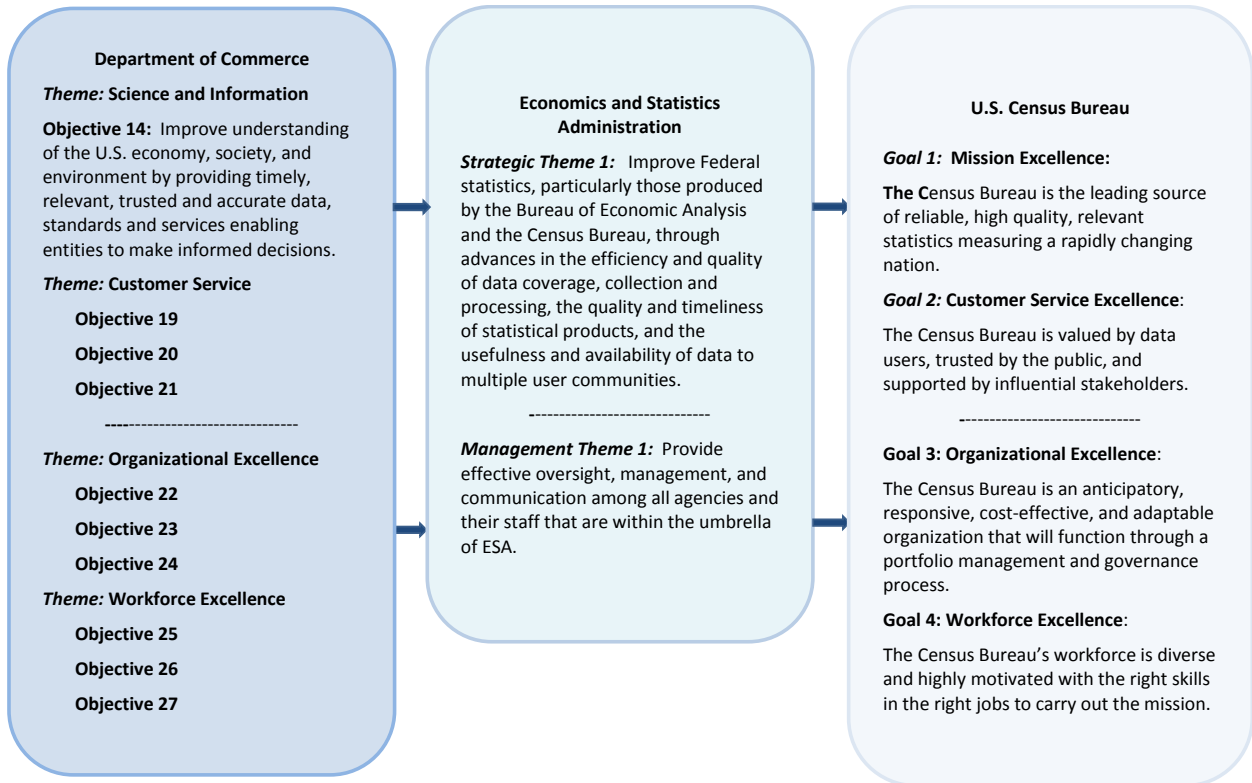 Department of Commerce
Theme: Science and Information
Objective 14: Improve understanding
of the U.S. economy, society, and
environment by providing timely,
relevant, trusted and accurate data,
standards and services enabling
entities to make informed decisions.
Theme: Customer Service
Objective 19
Objective 20
Objective 21
--------------------------------
Theme: Organizational Excellence
Objective 22
Objective 23
Objective 24
Theme: Workforce Excellence
Objective 25
Objective 26
Objective 27
Economics and Statistics
Administration
Strategic Theme 1: Improve Federal
statistics, particularly those produced
by the Bureau of Economic Analysis
and the Census Bureau, through
advances in the efficiency and quality
of data coverage, collection and
processing, the quality and timeliness
of statistical products, and the
usefulness and availability of data to
multiple user communities.
------------------------------
Management Theme 1: Provide
effective oversight, management, and
communication among all agencies and
their staff that are within the umbrella
of ESA.
U.S. Census Bureau
Goal 1: Mission Excellence:
The Census Bureau is the leading source
of reliable, high quality, relevant
statistics measuring a rapidly changing
nation.
Goal 2: Customer Service Excellence:
The Census Bureau is valued by data
users, trusted by the public, and
supported by influential stakeholders.
------------------------------
Goal 3: Organizational Excellence:
The Census Bureau is an anticipatory,
responsive, cost-effective, and adaptable
organization that will function through a
portfolio management and governance
process.
Goal 4: Workforce Excellence:
The Census Bureau’s workforce is diverse
and highly motivated with the right skills
in the right jobs to carry out the mission.